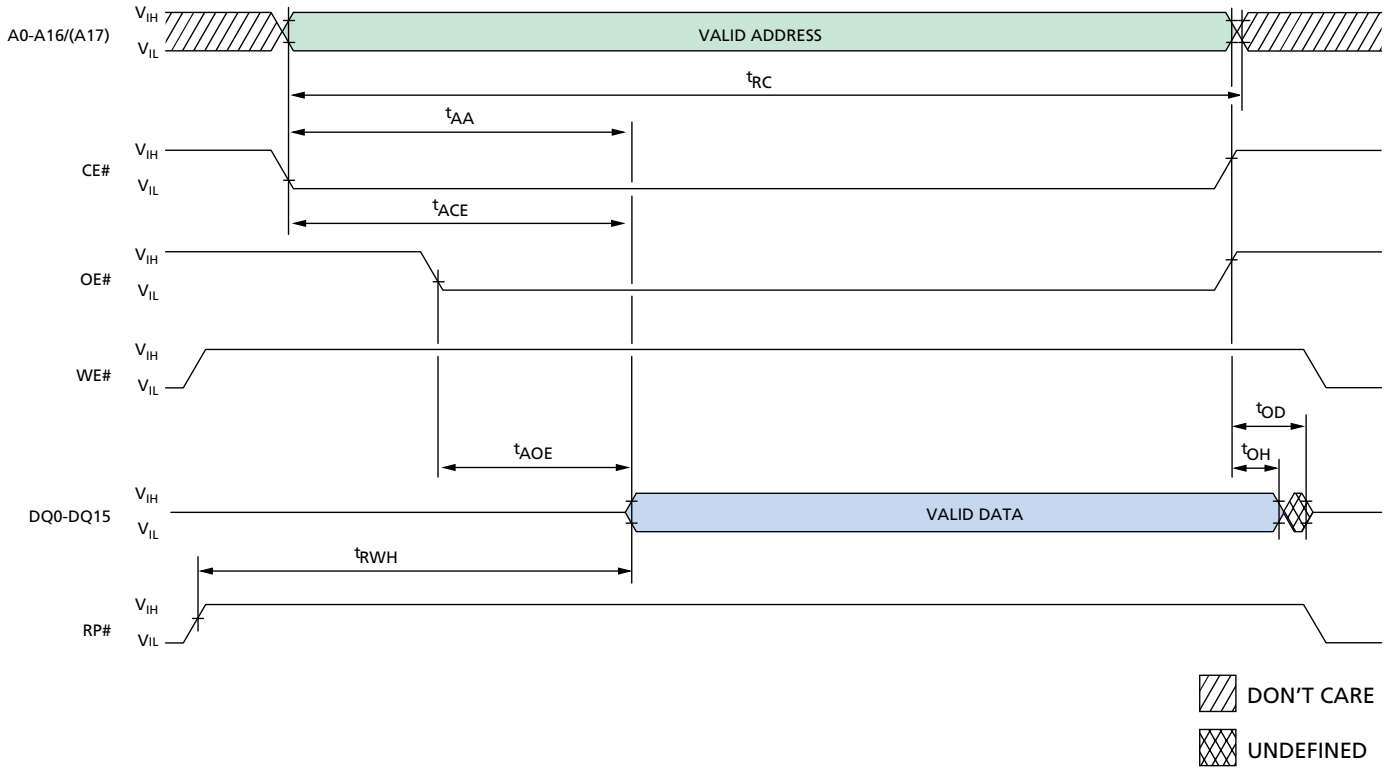 A0-A16/(A17)
VIH
VIL
VALID ADDRESS
tRC
tAA
CE#
VIH
VIL
tACE
OE#
VIH
VIL
WE#
VIH
VIL
tOD
tAOE
tOH
DQ0-DQ15
VIH
VIL
VALID DATA
tRWH
RP#
VIH
VIL
DON'T CARE
UNDEFINED